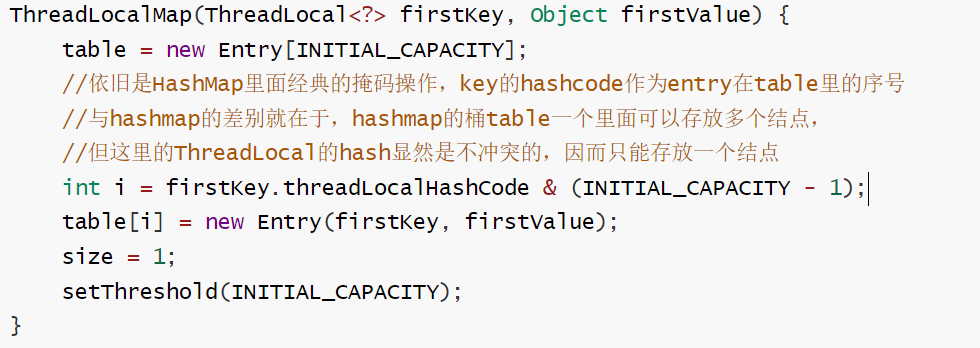 ThreadLocalMap(ThreadLocal<?> firstKey, Object firstValue) {
    table = new Entry[INITIAL_CAPACITY];
    //依旧是HashMap里面经典的掩码操作，key的hashcode作为entry在table里的序号
    //与hashmap的差别就在于，hashmap的桶table一个里面可以存放多个结点，
    //但这里的ThreadLocal的hash显然是不冲突的，因而只能存放一个结点
    int i = firstKey.threadLocalHashCode & (INITIAL_CAPACITY - 1);
    table[i] = new Entry(firstKey, firstValue);
    size = 1;
    setThreshold(INITIAL_CAPACITY);
}